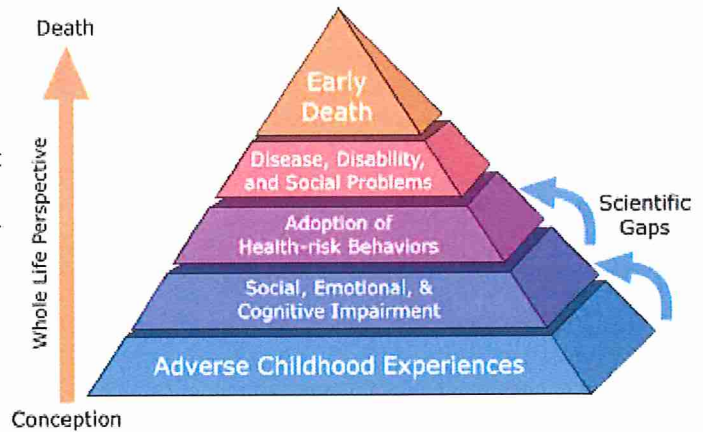 Death
Whole Life Perspective
Conception
Early
Death
Disease, Disability,
and Social Problems
Adoption of
Health-risk Behaviors
Social, Emotional, &
Cognitive Impairment
Adverse Childhood Experiences
Scientific
Gaps